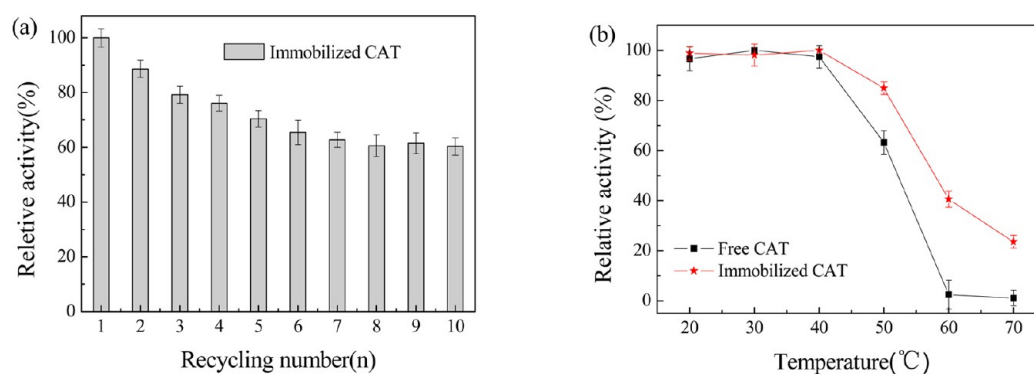 (a)
Reletive activity(%)
100
80
60
40
20
0
Immobilized CAT
1 2 3 4 5 6 7 8 9 10
Recycling number(n)
(b)
Relative activity (%)
100
80
60
40
20
0
Free CAT
Immobilized CAT
20 30 40 50 60 70
Temperature(℃)